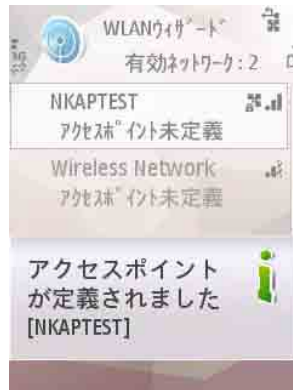 WLANｳｨｻﾞｰﾄﾞ
3G
有効ﾈｯﾄﾜｰｸ:2
NKAPTEST
ｱｸｾｽﾎﾟｲﾝﾄ未定義
Wireless Network
ｱｸｾｽﾎﾟｲﾝﾄ未定義
アクセスポイント
が定義されました
[NKAPTEST]